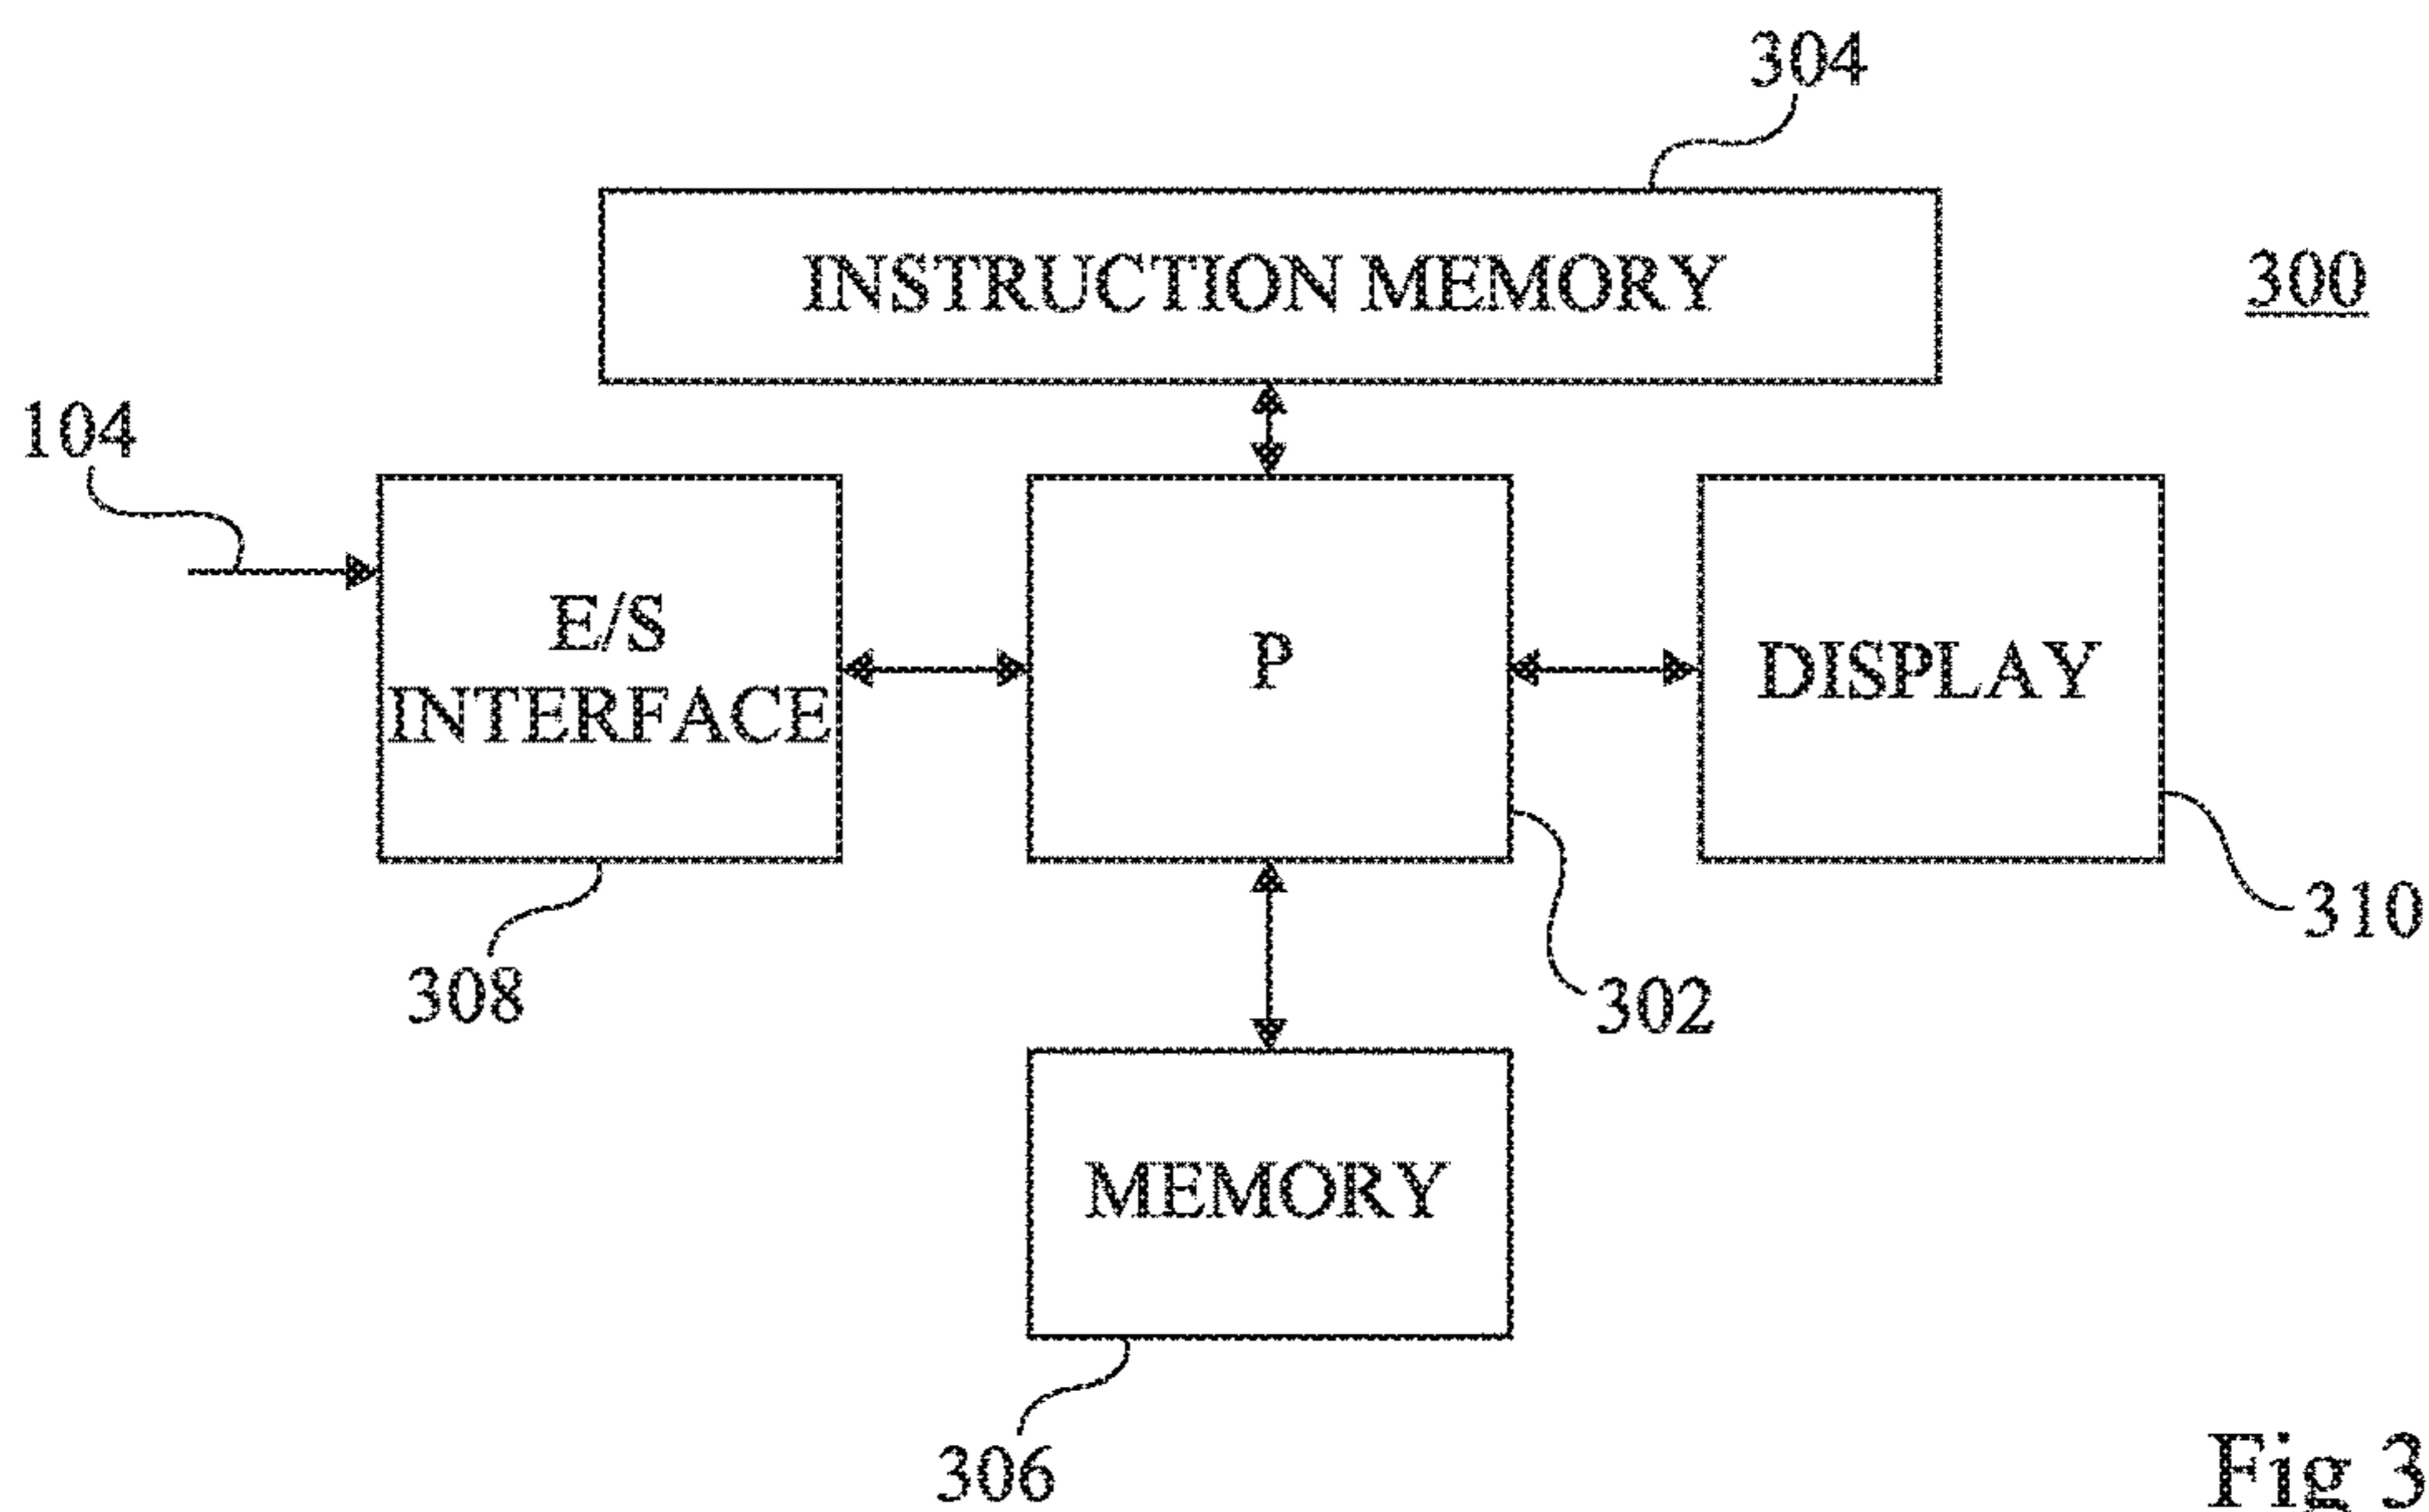 304
INSTRUCTION MEMORY
300
104
E/S
INTERFACE
P
DISPLAY
310
308
302
MEMORY
306
Fig 3